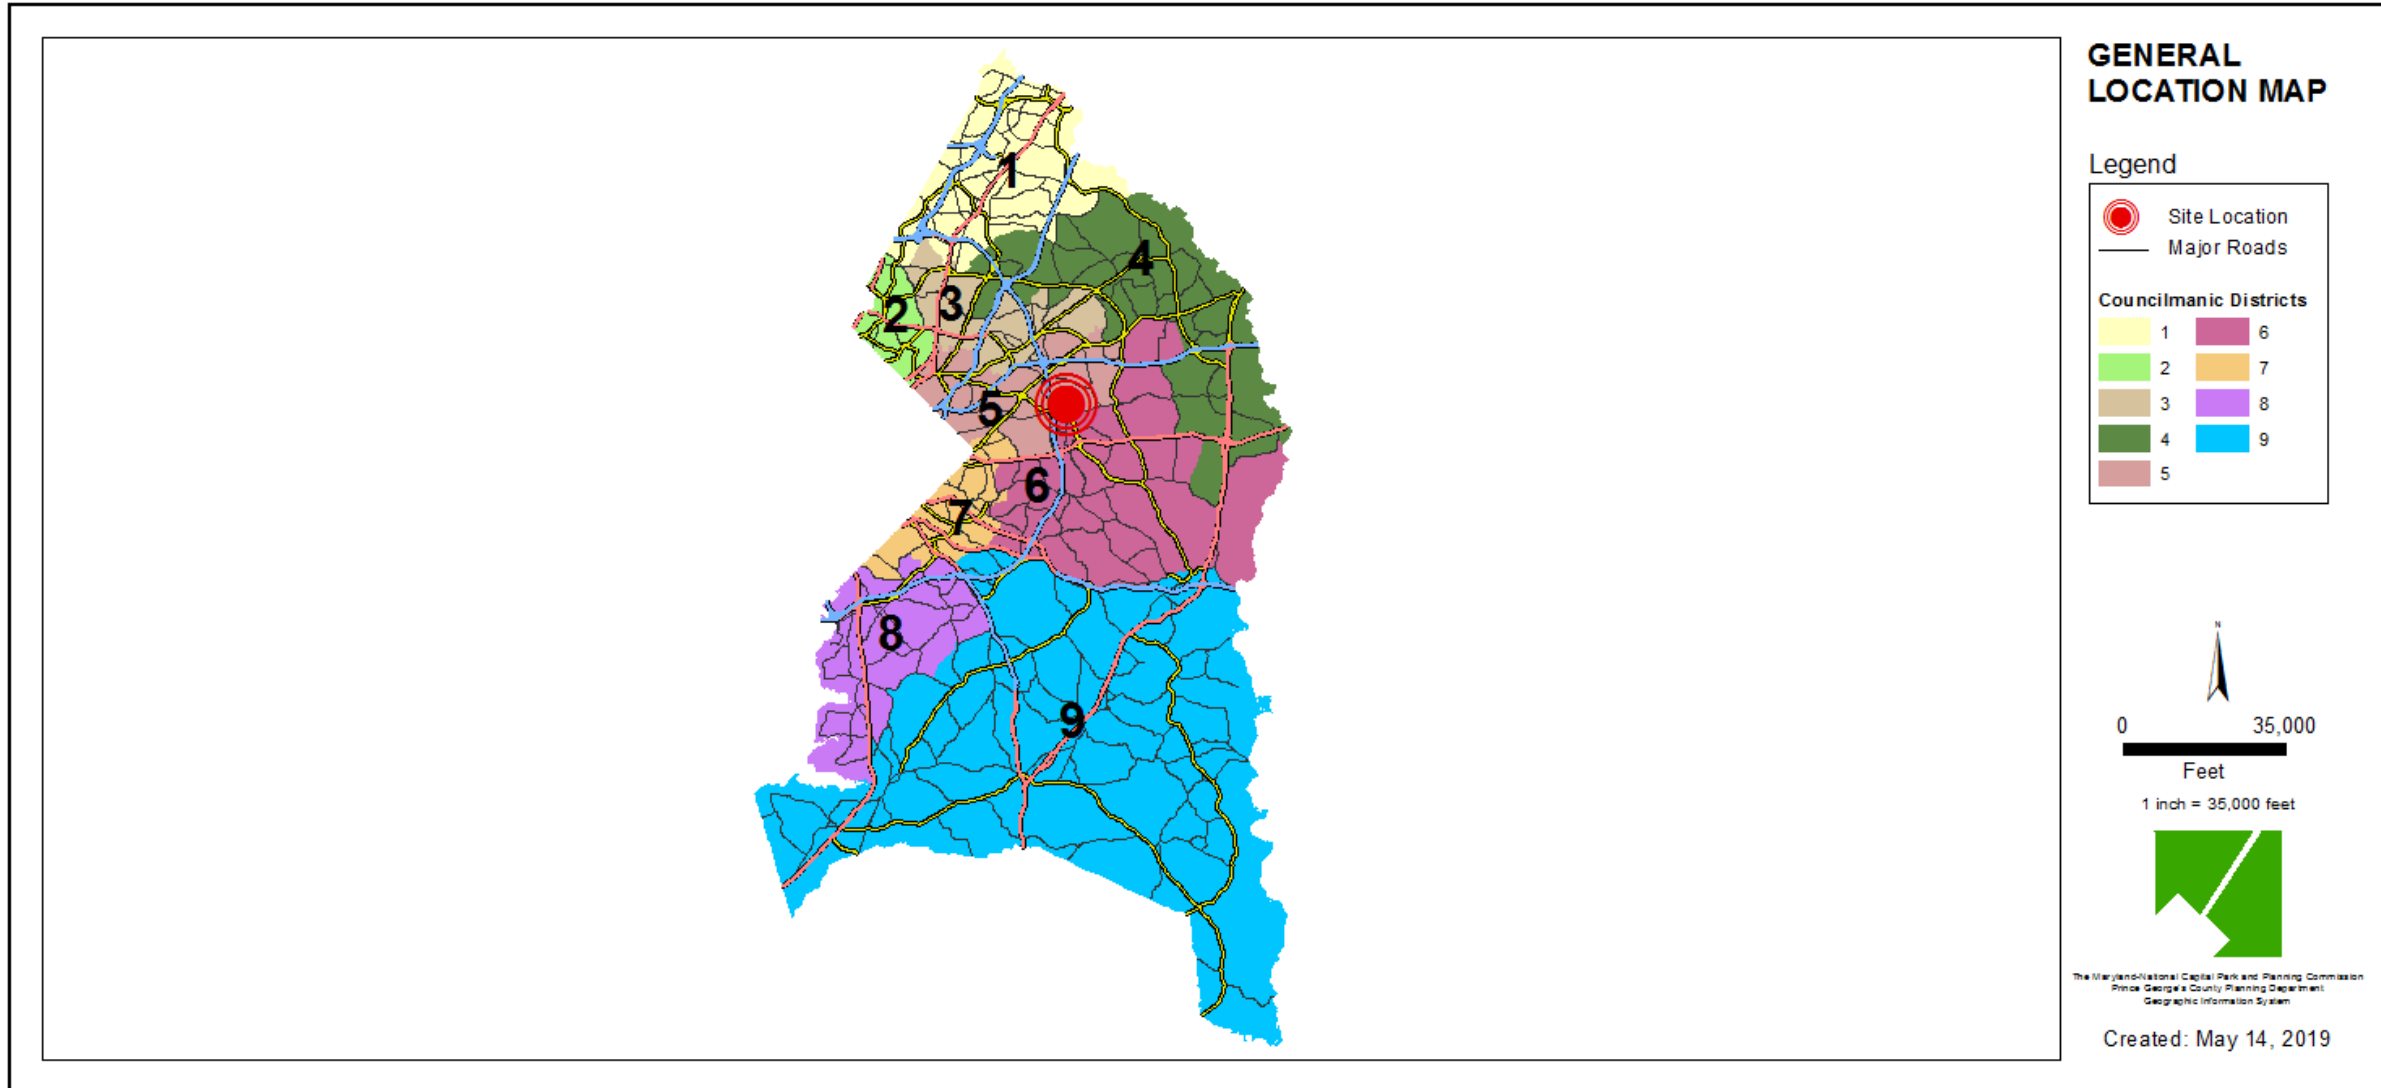 GENERAL
LOCATION MAP
Legend
Site Location
Major Roads
Councilmanic Districts
1 6
2 7
3 8
4 9
5
1
4
3
2
5
6
7
8
9
N
0 35,000
Feet
1 inch = 35,000 feet
The Maryland-National Capital Park and Planning Commission
Prince George's County Planning Department
Geographic Information System
Created: May 14, 2019